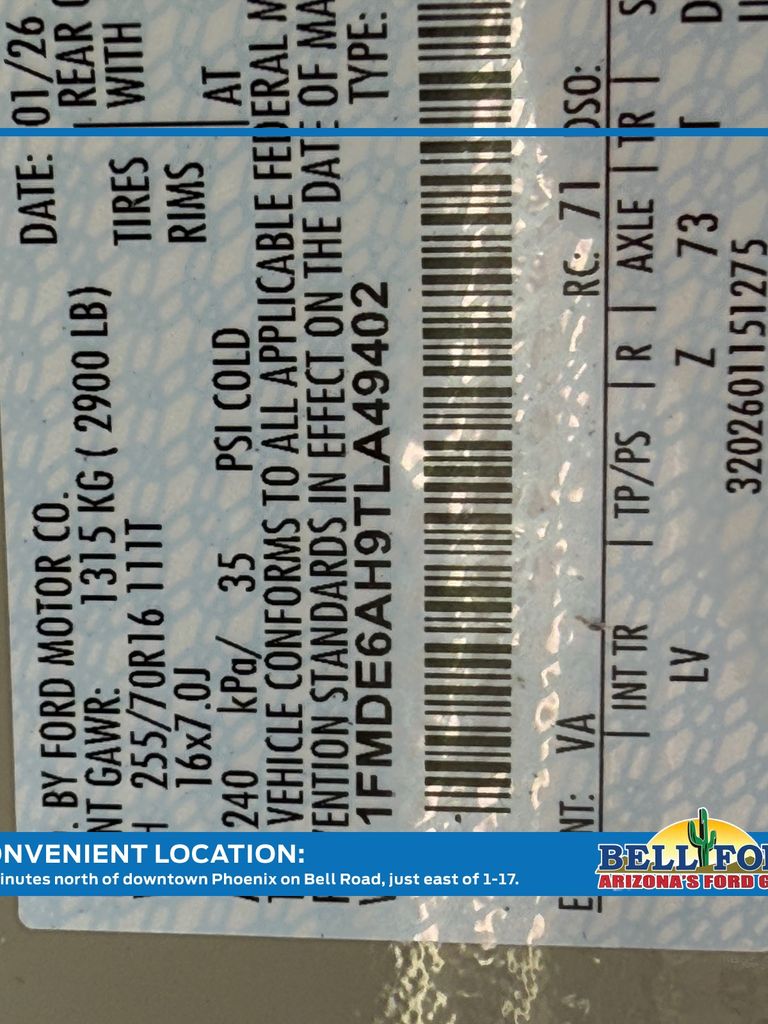 DATE: 01/26
. BY FORD MOTOR CO.
NT GAWR: 1315 KG ( 2900 LB)
REAR
WITH
255/70R16 111T
TIRES
16x7.0J
RIMS
240 kPa/ 35 PSI COLD
AT
VEHICLE CONFORMS TO ALL APPLICABLE FEDERAL M
VENTION STANDARDS IN EFFECT ON THE DATE OF MA
1FMDE6AH9TLA49402
TYPE:
NT: VA
RC: 71
DSO:
| INT TR | TP/PS | R | AXLE | TR | S
LV Z 73
3202601151275
ONVENIENT LOCATION:
inutes north of downtown Phoenix on Bell Road, just east of 1-17.
BELL FO
ARIZONA'S FORD G